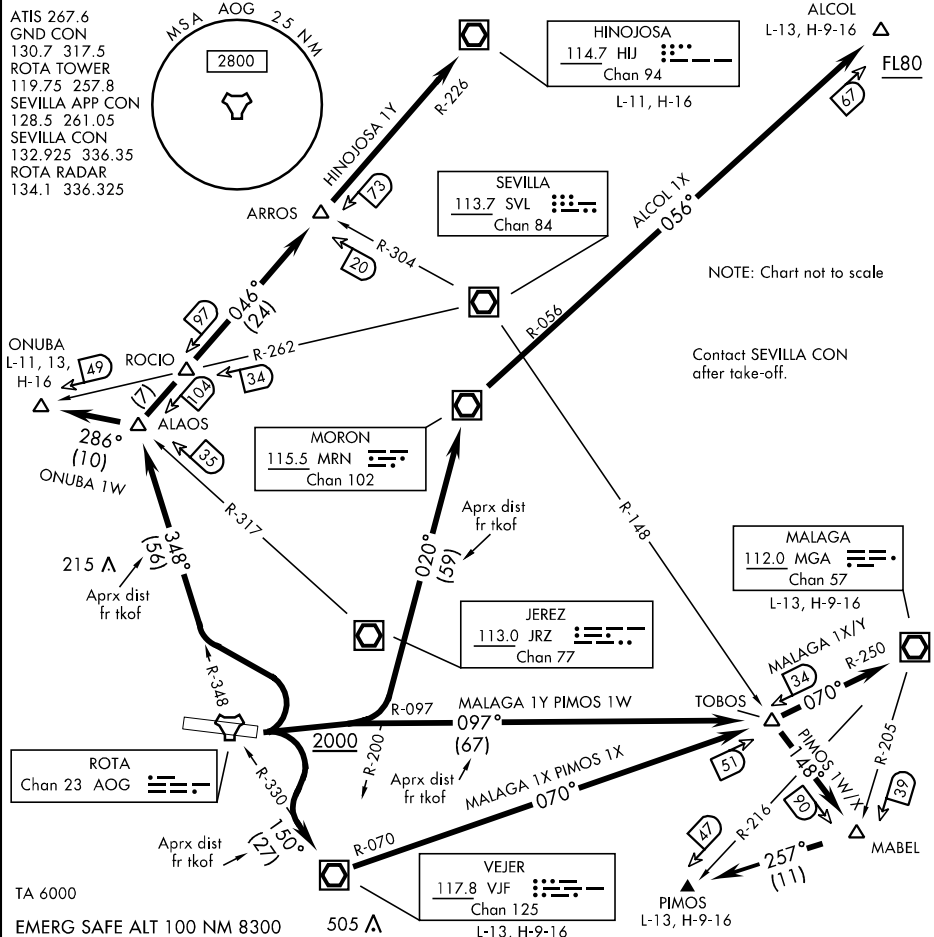 ATIS 267.6
GND CON
130.7 317.5
ROTA TOWER
119.75 257.8
SEVILLA APP CON
128.5 261.05
SEVILLA CON
132.925 336.35
ROTA RADAR
134.1 336.325
MSA AOG 25 NM
2800
HINOJOSA
114.7 HIJ
Chan 94
L-11, H-16
ALCOL
L-13, H-9-16
FL80
67
HINOJOSA 1Y
R-226
73
ARROS
SEVILLA
113.7 SVL
Chan 84
ALCOL 1X
056°
R-304
20
NOTE: Chart not to scale
046°
(24)
97
R-056
ONUBA
L-11, 13,
H-16
49
ROCIO
R-262
34
Contact SEVILLA CON
after take-off.
(7)
104
ALAOS
286°
(10)
ONUBA 1W
35
MORON
115.5 MRN
Chan 102
R-317
R-148
Aprx dist
fr tkof
348°
(56)
020°
(59)
215
Aprx dist
fr tkof
MALAGA
112.0 MGA
Chan 57
L-13, H-9-16
JEREZ
113.0 JRZ
Chan 77
MALAGA 1X/Y
R-250
34
070°
R-348
R-097
MALAGA 1Y PIMOS 1W
TOBOS
097°
(67)
2000
R-200
51
PIMOS 1W/X
148°
R-205
ROTA
Chan 23 AOG
R-330
Aprx dist
fr tkof
MALAGA 1X PIMOS 1X
070°
90
39
150°
(27)
Aprx dist
fr tkof
R-070
R-216
47
MABEL
257°
(11)
VEJER
117.8 VJF
Chan 125
L-13, H-9-16
PIMOS
L-13, H-9-16
TA 6000
EMERG SAFE ALT 100 NM 8300
505